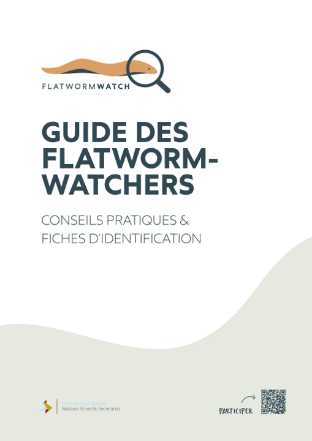 FLATWORMWATCH
GUIDE DES
FLATWORM-
WATCHERS
CONSEILS PRATIQUES &
FICHES D'IDENTIFICATION
National Scientific Secretariat
PARTICIPER